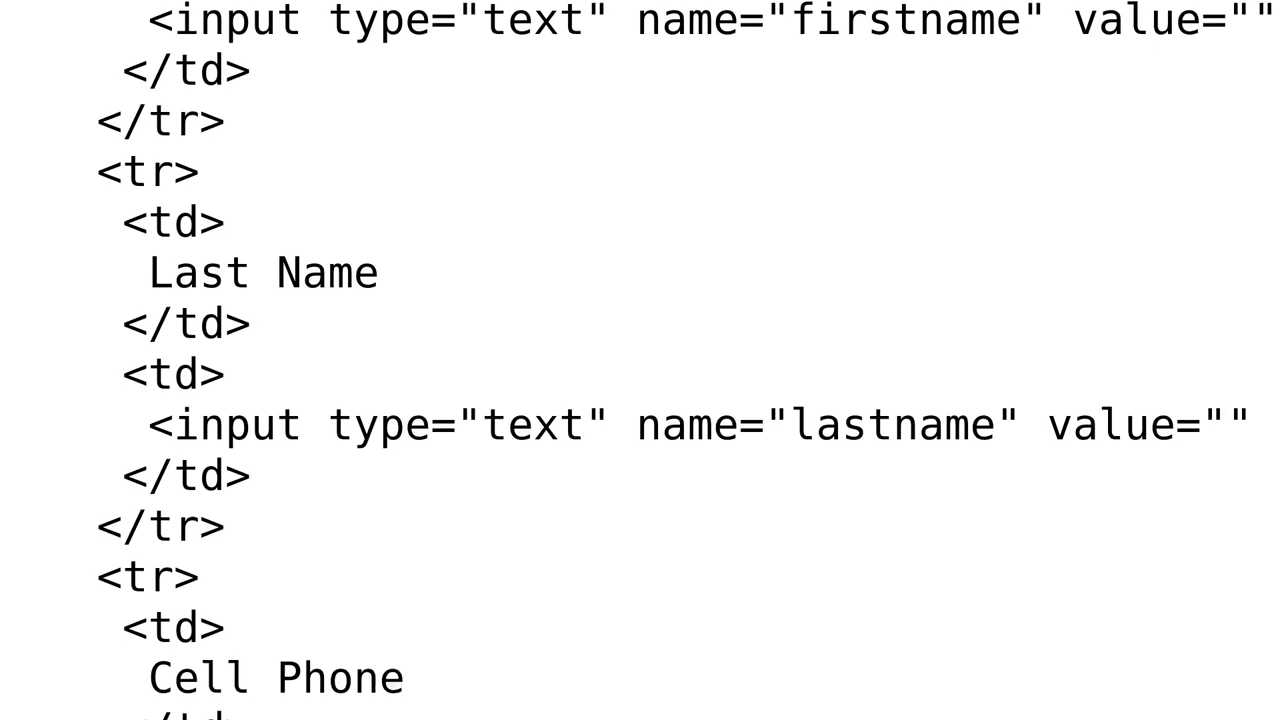 <input type="text" name="firstname" value=""
</td>
</tr>
<tr>
<td>
Last Name
</td>
<td>
<input type="text" name="lastname" value=""
</td>
</tr>
<tr>
<td>
Cell Phone
</td>